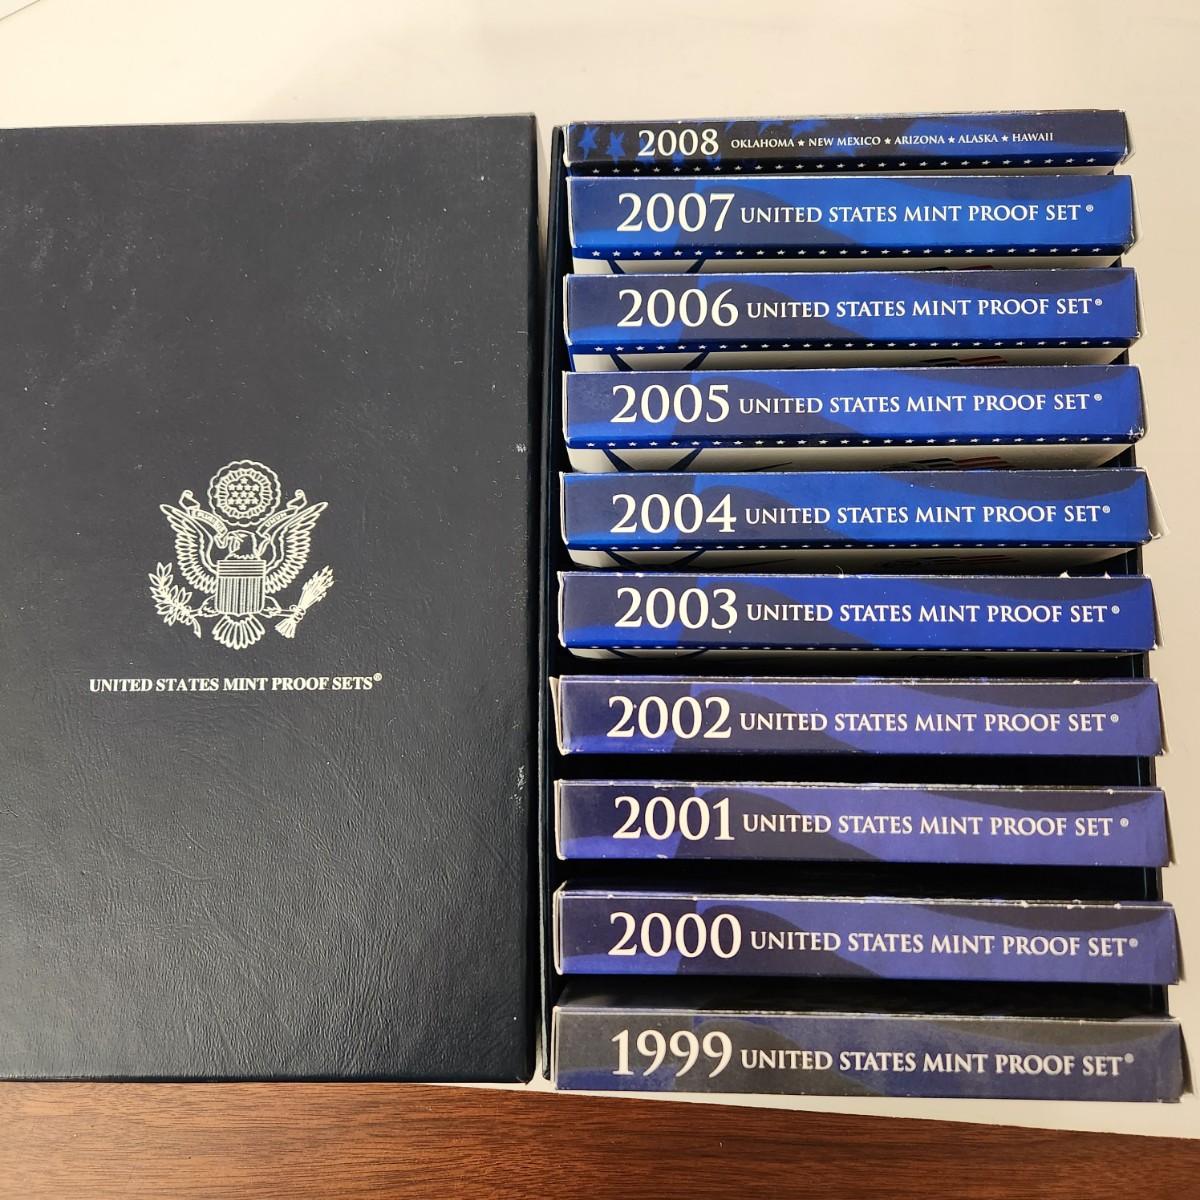 UNITED STATES MINT PROOF SETS®
2008 OKLAHOMA ★ NEW MEXICO ★ ARIZONA ★ ALASKA ★ HAWAII
2007 UNITED STATES MINT PROOF SET®
2006 UNITED STATES MINT PROOF SET®
2005 UNITED STATES MINT PROOF SET®
2004 UNITED STATES MINT PROOF SET®
2003 UNITED STATES MINT PROOF SET®
2002 UNITED STATES MINT PROOF SET®
2001 UNITED STATES MINT PROOF SET®
2000 UNITED STATES MINT PROOF SET®
1999 UNITED STATES MINT PROOF SET®